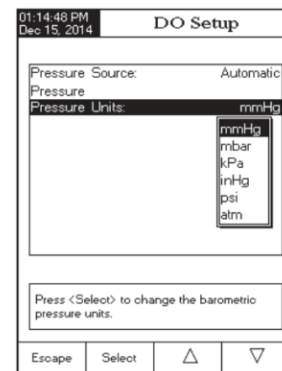 01:14:48 PM
Dec 15, 2014
DO Setup
Pressure Source: Automatic
Pressure
Pressure Units: mmHg
mmHg
mbar
kPa
inHg
psi
atm
Press <Select> to change the barometric
pressure units.
Escape Select △ ▽